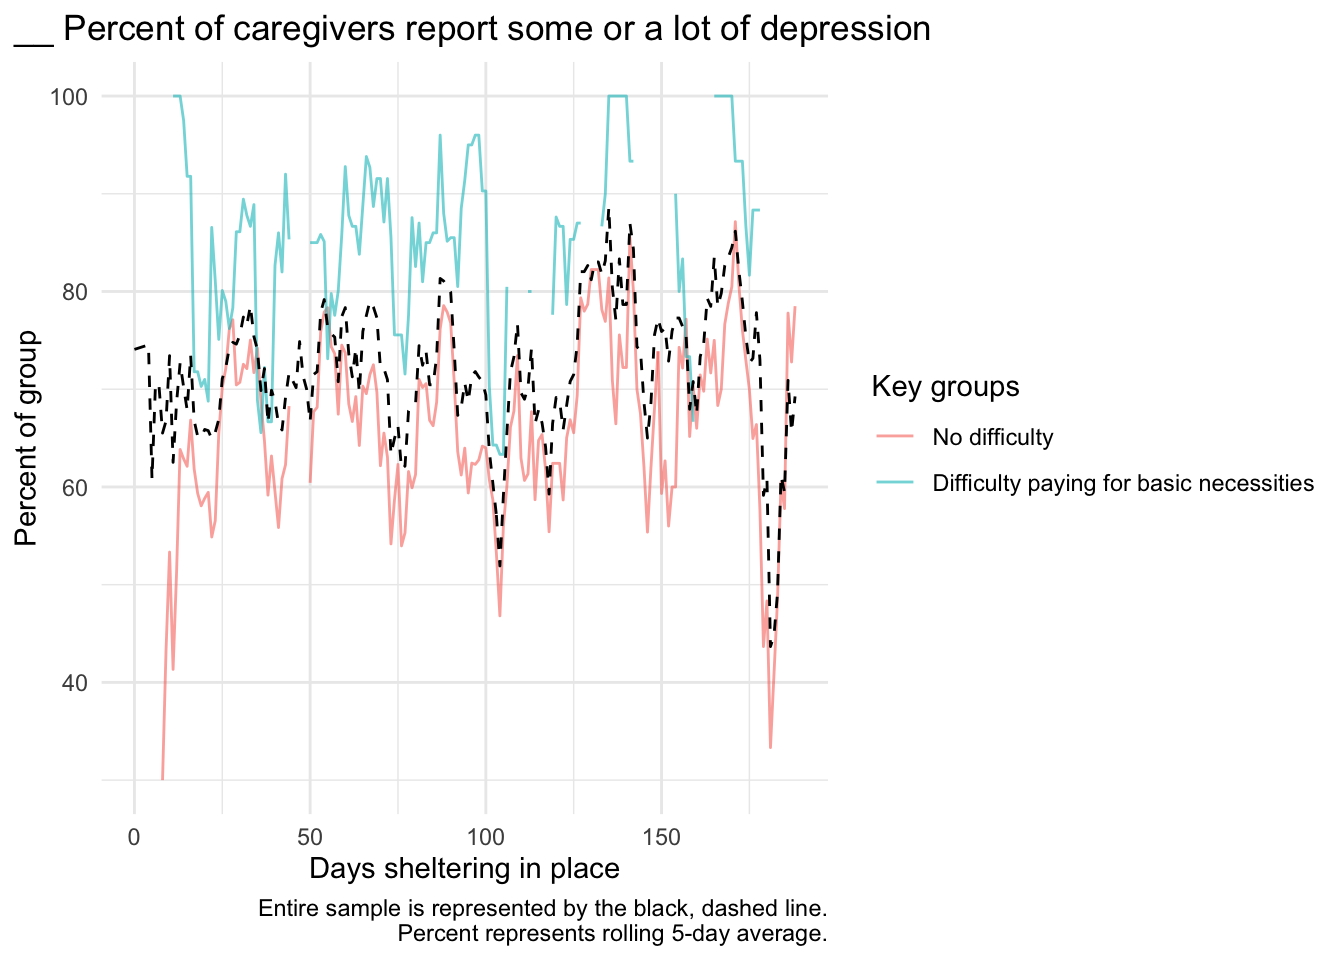 __ Percent of caregivers report some or a lot of depression
100
80
60
40
Percent of group
0
50
100
150
Days sheltering in place
Key groups
No difficulty
Difficulty paying for basic necessities
Entire sample is represented by the black, dashed line.
Percent represents rolling 5-day average.